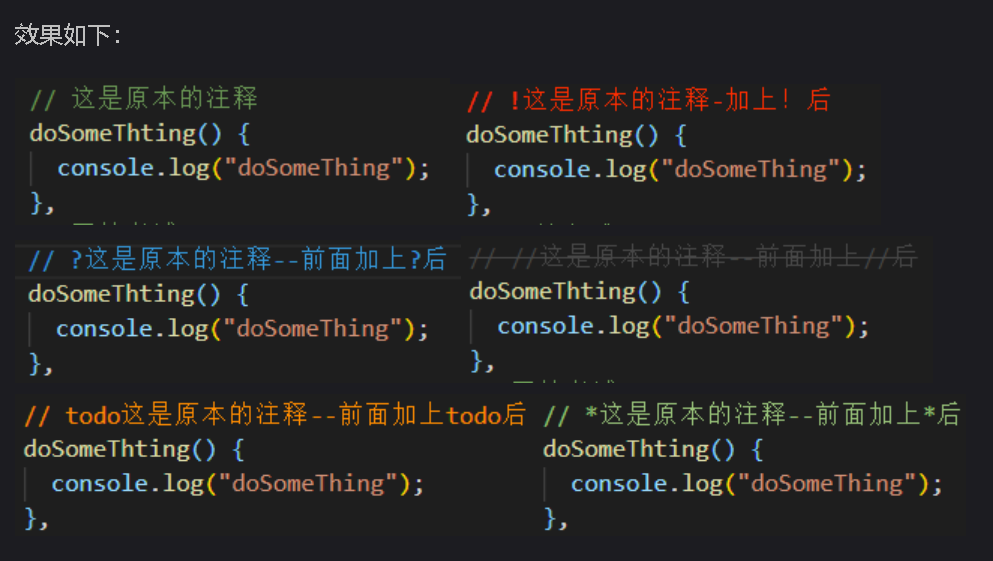 效果如下：
// 这是原本的注释
doSomeThting() {
console.log("doSomeThing");
},
// !这是原本的注释-加上！后
doSomeThting() {
console.log("doSomeThing");
},
// ?这是原本的注释--前面加上?后
doSomeThting() {
console.log("doSomeThing");
},
// //这是原本的注释--前面加上//后
doSomeThting() {
console.log("doSomeThing");
},
// todo这是原本的注释--前面加上todo后
doSomeThting() {
console.log("doSomeThing");
},
// *这是原本的注释--前面加上*后
doSomeThting() {
console.log("doSomeThing");
},